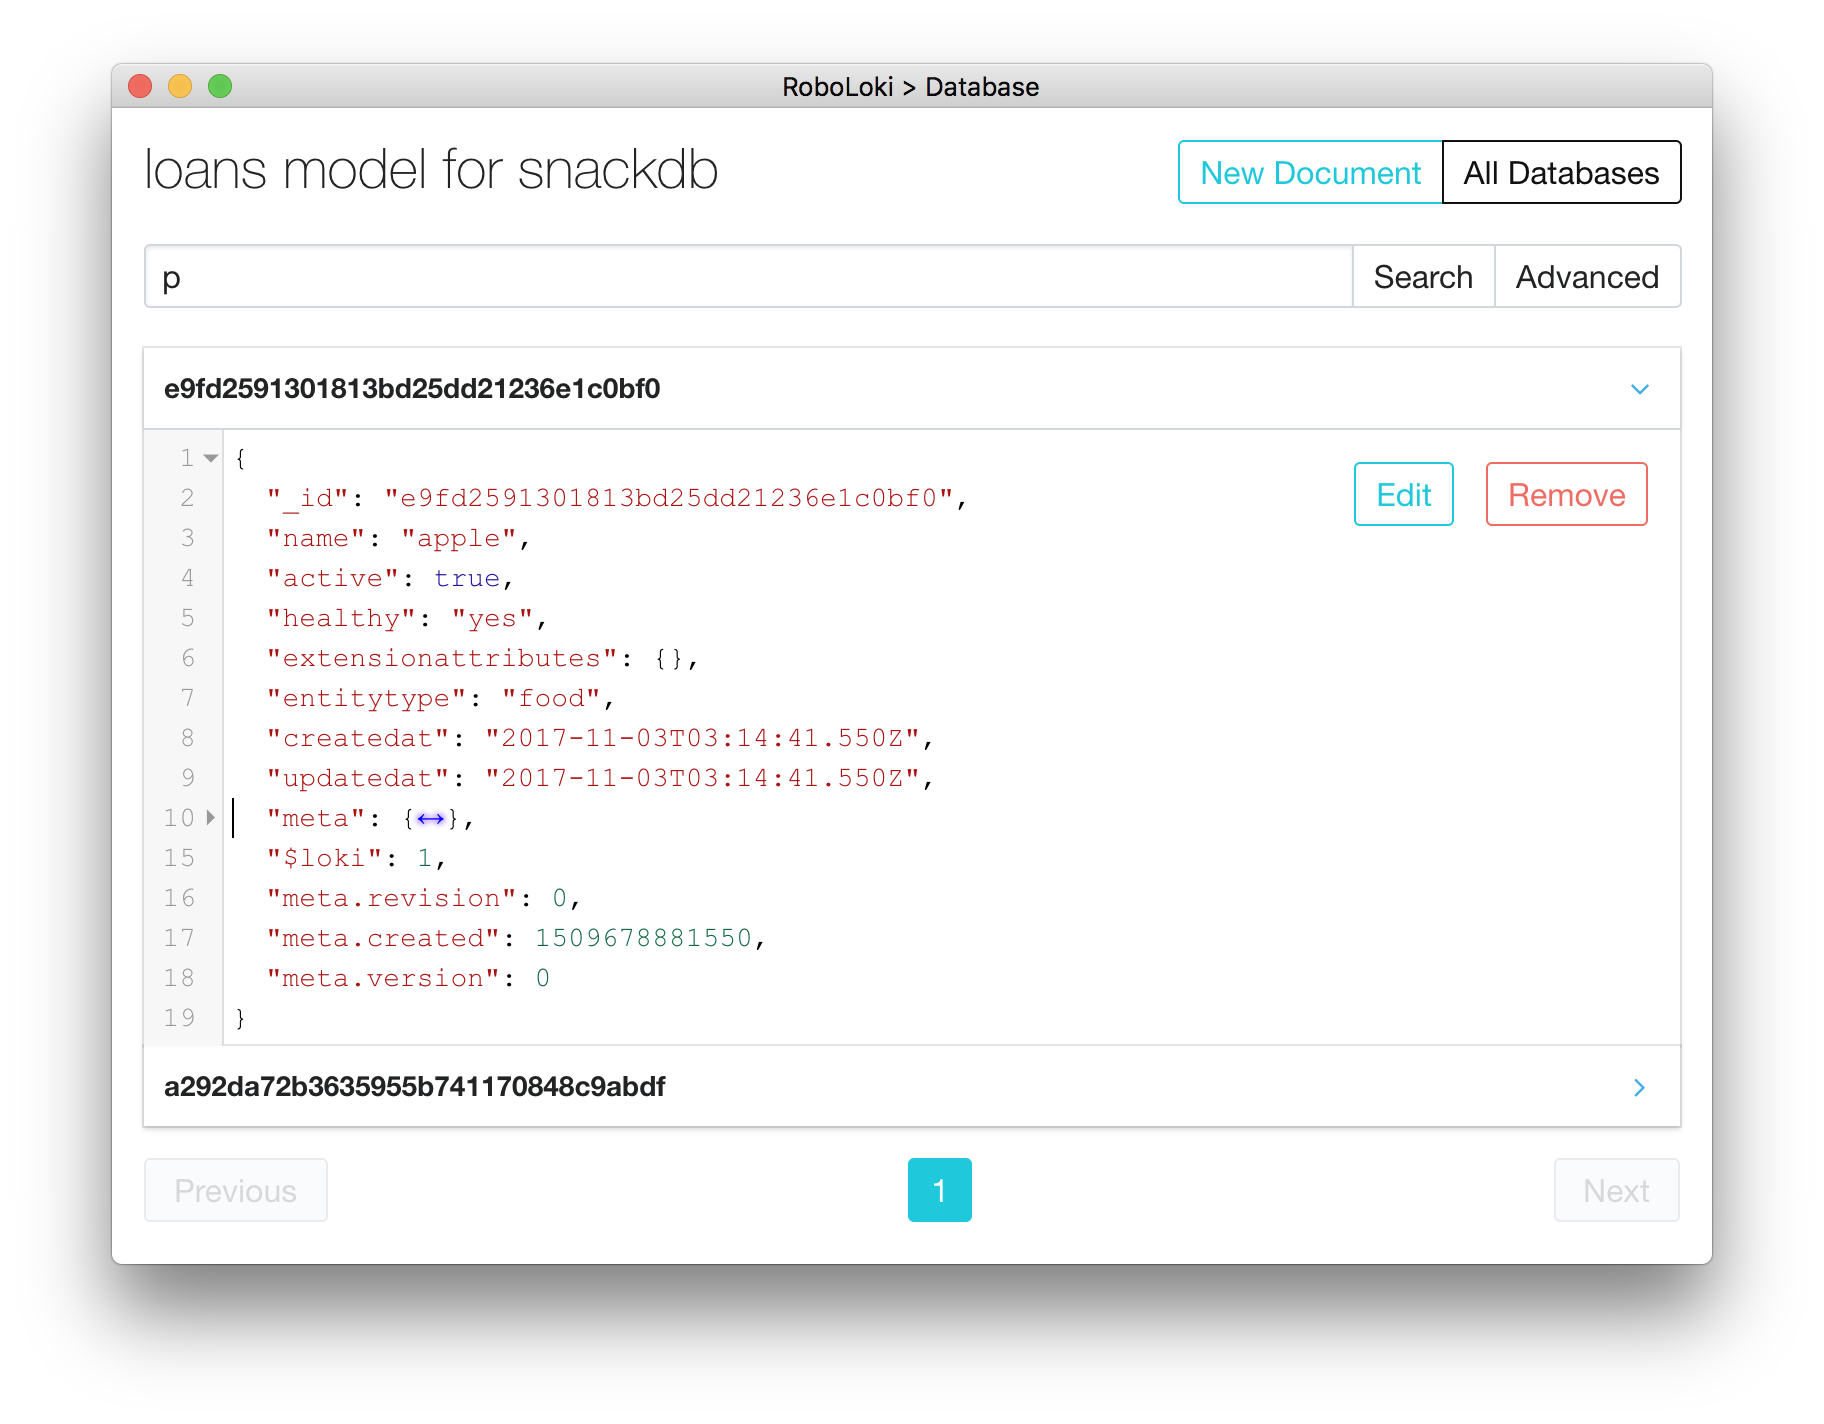 RoboLoki > Database
loans model for snackdb
New Document
All Databases
p
Search
Advanced
e9fd2591301813bd25dd21236e1c0bf0
1 {
2 "_id": "e9fd2591301813bd25dd21236e1c0bf0",
3 "name": "apple",
4 "active": true,
5 "healthy": "yes",
6 "extensionattributes": {},
7 "entitytype": "food",
8 "createdat": "2017-11-03T03:14:41.550Z",
9 "updatedat": "2017-11-03T03:14:41.550Z",
10 "meta": {↔},
15 "$loki": 1,
16 "meta.revision": 0,
17 "meta.created": 1509678881550,
18 "meta.version": 0
19 }
Edit
Remove
a292da72b3635955b741170848c9abdf
Previous
1
Next